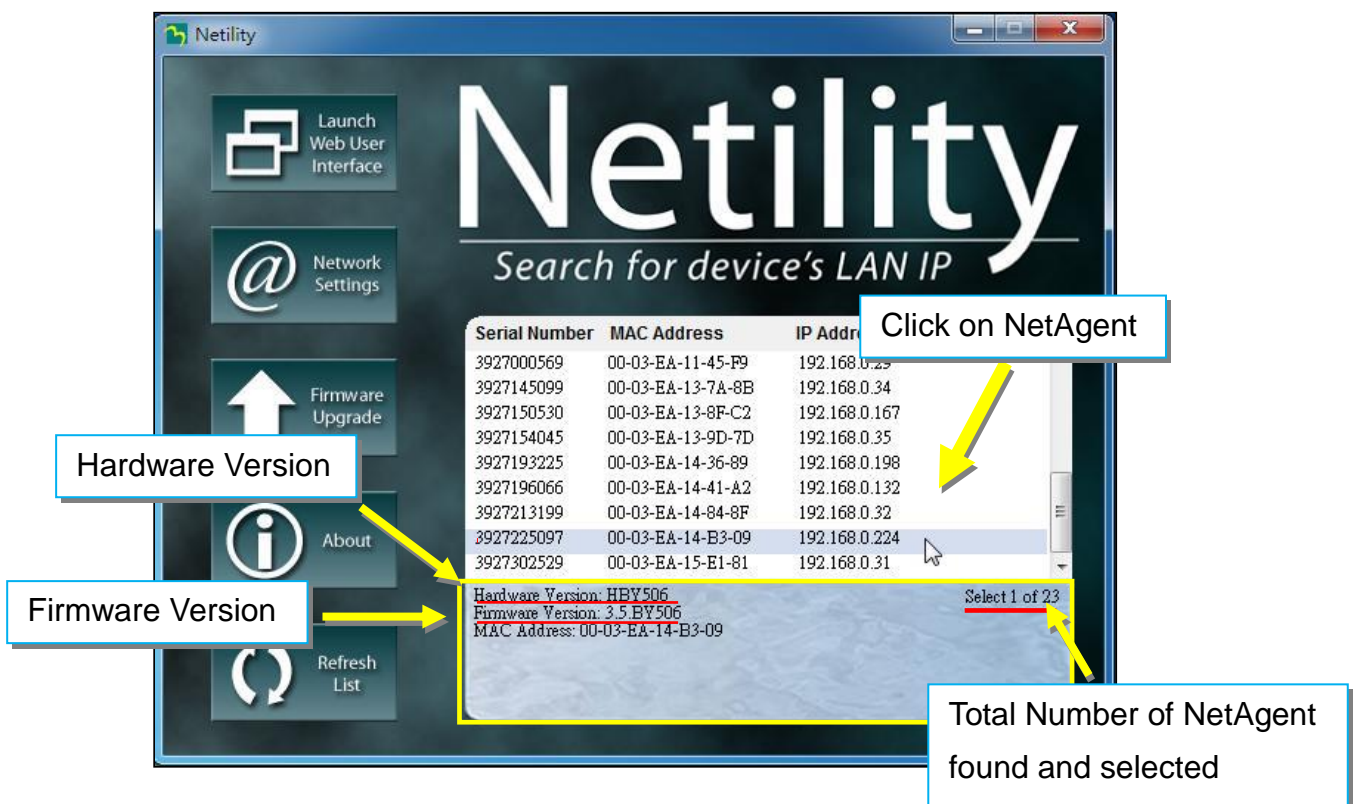 Netility
Launch
Web User
Interface
Network
Settings
Firmware
Upgrade
About
Refresh
List
Netility
Search for device's LAN IP
Serial Number MAC Address IP Addre
3927000569 00-03-EA-11-45-F9 192.168.0.29
3927145099 00-03-EA-13-7A-8B 192.168.0.34
3927150530 00-03-EA-13-8F-C2 192.168.0.167
3927154045 00-03-EA-13-9D-7D 192.168.0.35
3927193225 00-03-EA-14-36-89 192.168.0.198
3927196066 00-03-EA-14-41-A2 192.168.0.132
3927213199 00-03-EA-14-84-8F 192.168.0.32
3927225097 00-03-EA-14-B3-09 192.168.0.224
3927302529 00-03-EA-15-E1-81 192.168.0.31
Hardware Version: HBY506
Select 1 of 23
Firmware Version: 3.5.BY506
MAC Address: 00-03-EA-14-B3-09
Click on NetAgent
Hardware Version
Firmware Version
Total Number of NetAgent
found and selected